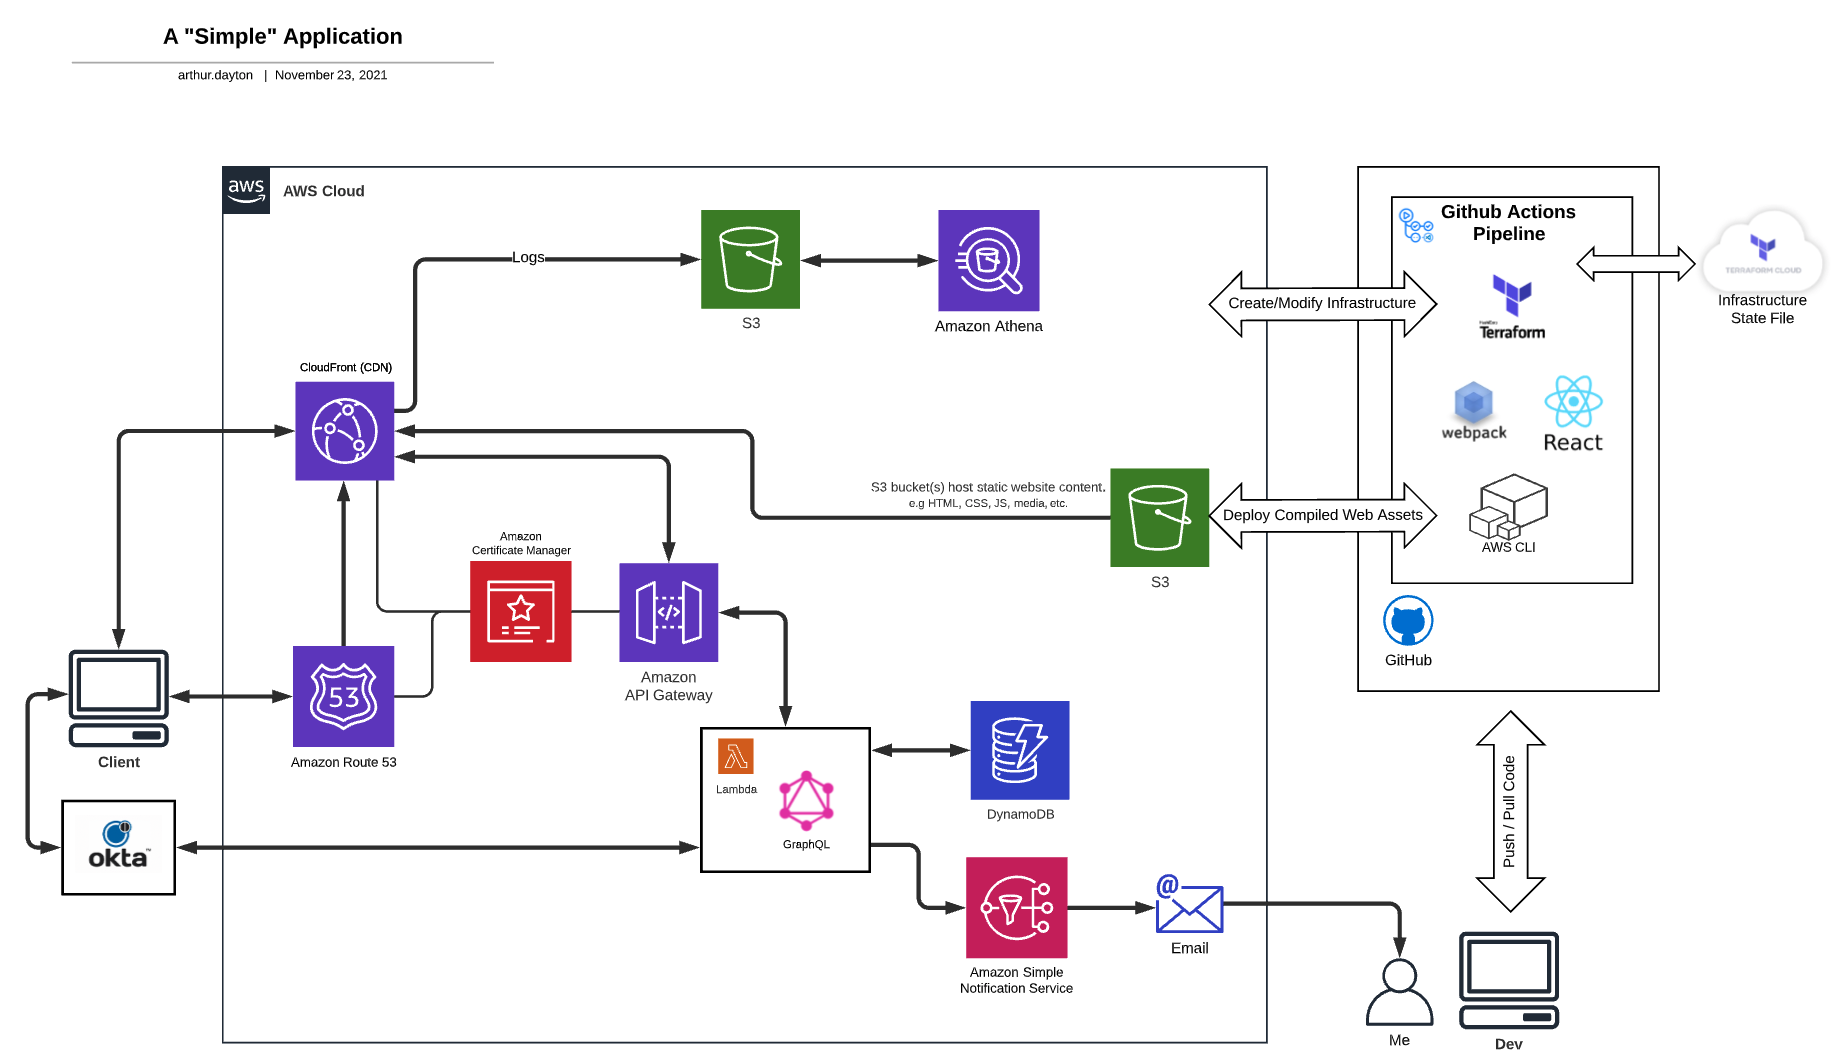 A "Simple" Application
arthur.dayton | November 23, 2021
aws
AWS Cloud
Logs
S3
Amazon Athena
CloudFront (CDN)
S3 bucket(s) host static website content.
e.g HTML, CSS, JS, media, etc.
S3
Amazon
Certificate Manager
Amazon
API Gateway
53
Amazon Route 53
Client
okta
Lambda
GraphQL
DynamoDB
Amazon Simple
Notification Service
@
Email
Me
Dev
Create/Modify Infrastructure
Deploy Compiled Web Assets
Github Actions
Pipeline
HashiCorp
Terraform
webpack
React
AWS CLI
GitHub
TERRAFORM CLOUD
Infrastructure
State File
Push / Pull Code